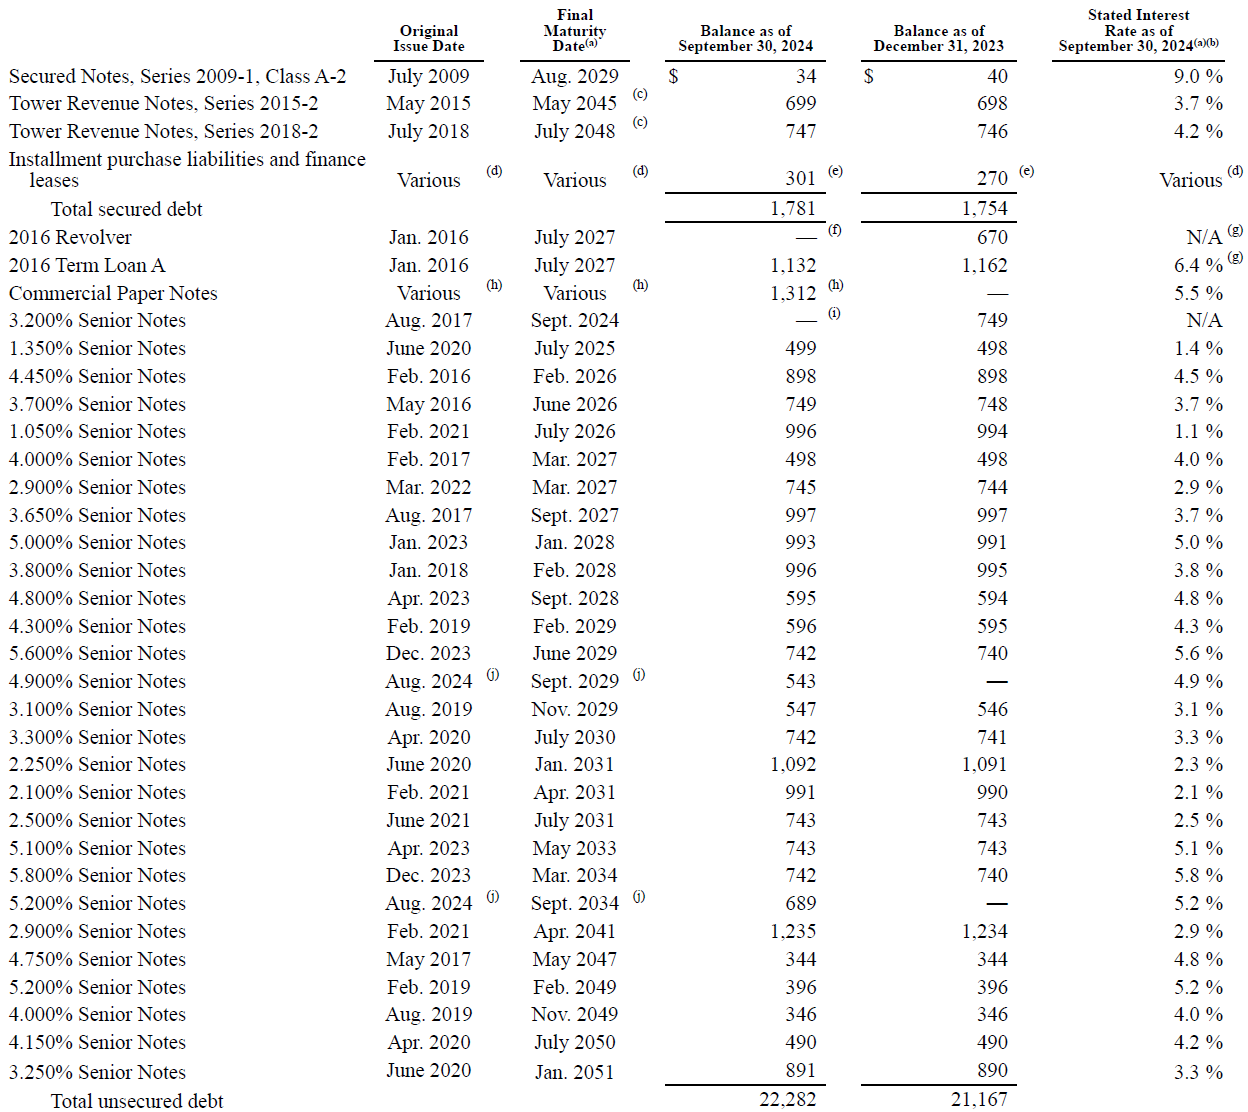 Original Issue Date Final Maturity Date(a) Balance as of September 30, 2024 Balance as of December 31, 2023 Stated Interest Rate as of September 30, 2024(a)(b)
Secured Notes, Series 2009-1, Class A-2 July 2009 Aug. 2029 $ 34 $ 40 9.0 %
Tower Revenue Notes, Series 2015-2 May 2015 May 2045 (c) 699 698 3.7 %
Tower Revenue Notes, Series 2018-2 July 2018 July 2048 (c) 747 746 4.2 %
Installment purchase liabilities and finance
leases Various (d) Various (d) 301 (e) 270 (e) Various (d)
Total secured debt 1,781 1,754
2016 Revolver Jan. 2016 July 2027 — (f) 670 N/A (g)
2016 Term Loan A Jan. 2016 July 2027 1,132 1,162 6.4 % (g)
Commercial Paper Notes Various (h) Various (h) 1,312 (h) — 5.5 %
3.200% Senior Notes Aug. 2017 Sept. 2024 — (i) 749 N/A
1.350% Senior Notes June 2020 July 2025 499 498 1.4 %
4.450% Senior Notes Feb. 2016 Feb. 2026 898 898 4.5 %
3.700% Senior Notes May 2016 June 2026 749 748 3.7 %
1.050% Senior Notes Feb. 2021 July 2026 996 994 1.1 %
4.000% Senior Notes Feb. 2017 Mar. 2027 498 498 4.0 %
2.900% Senior Notes Mar. 2022 Mar. 2027 745 744 2.9 %
3.650% Senior Notes Aug. 2017 Sept. 2027 997 997 3.7 %
5.000% Senior Notes Jan. 2023 Jan. 2028 993 991 5.0 %
3.800% Senior Notes Jan. 2018 Feb. 2028 996 995 3.8 %
4.800% Senior Notes Apr. 2023 Sept. 2028 595 594 4.8 %
4.300% Senior Notes Feb. 2019 Feb. 2029 596 595 4.3 %
5.600% Senior Notes Dec. 2023 June 2029 742 740 5.6 %
4.900% Senior Notes Aug. 2024 (j) Sept. 2029 (j) 543 — 4.9 %
3.100% Senior Notes Aug. 2019 Nov. 2029 547 546 3.1 %
3.300% Senior Notes Apr. 2020 July 2030 742 741 3.3 %
2.250% Senior Notes June 2020 Jan. 2031 1,092 1,091 2.3 %
2.100% Senior Notes Feb. 2021 Apr. 2031 991 990 2.1 %
2.500% Senior Notes June 2021 July 2031 743 743 2.5 %
5.100% Senior Notes Apr. 2023 May 2033 743 743 5.1 %
5.800% Senior Notes Dec. 2023 Mar. 2034 742 740 5.8 %
5.200% Senior Notes Aug. 2024 (j) Sept. 2034 (j) 689 — 5.2 %
2.900% Senior Notes Feb. 2021 Apr. 2041 1,235 1,234 2.9 %
4.750% Senior Notes May 2017 May 2047 344 344 4.8 %
5.200% Senior Notes Feb. 2019 Feb. 2049 396 396 5.2 %
4.000% Senior Notes Aug. 2019 Nov. 2049 346 346 4.0 %
4.150% Senior Notes Apr. 2020 July 2050 490 490 4.2 %
3.250% Senior Notes June 2020 Jan. 2051 891 890 3.3 %
Total unsecured debt 22,282 21,167